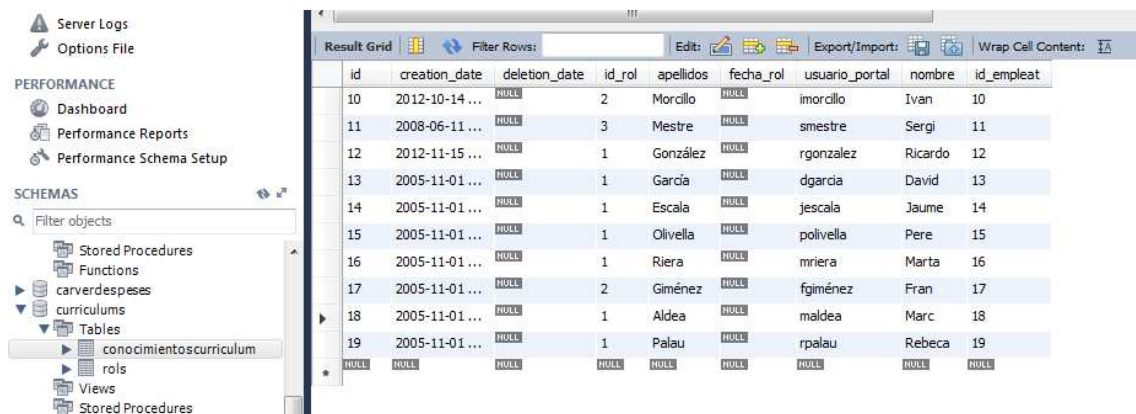 Server Logs
Options File
PERFORMANCE
Dashboard
Performance Reports
Performance Schema Setup
SCHEMAS
Filter objects
Stored Procedures
Functions
carverdespeses
curriculums
Tables
conocimientoscurriculum
rols
Views
Stored Procedures
Result Grid Filter Rows: Edit: Export/Import: Wrap Cell Content: IA
id creation_date deletion_date id_rol apellidos fecha_rol usuario_portal nombre id_empleat
10 2012-10-14 ... NULL 2 Morcillo NULL imorcillo Ivan 10
11 2008-06-11 ... NULL 3 Mestre NULL smestre Sergi 11
12 2012-11-15 ... NULL 1 González NULL rgonzalez Ricardo 12
13 2005-11-01 ... NULL 1 García NULL dgarcia David 13
14 2005-11-01 ... NULL 1 Escala NULL jescala Jaume 14
15 2005-11-01 ... NULL 1 Olivella NULL polivella Pere 15
16 2005-11-01 ... NULL 1 Riera NULL mriera Marta 16
17 2005-11-01 ... NULL 2 Giménez NULL fgiménez Fran 17
18 2005-11-01 ... NULL 1 Aldea NULL maldea Marc 18
19 2005-11-01 ... NULL 1 Palau NULL rpalau Rebeca 19
NULL NULL NULL NULL NULL NULL NULL NULL NULL